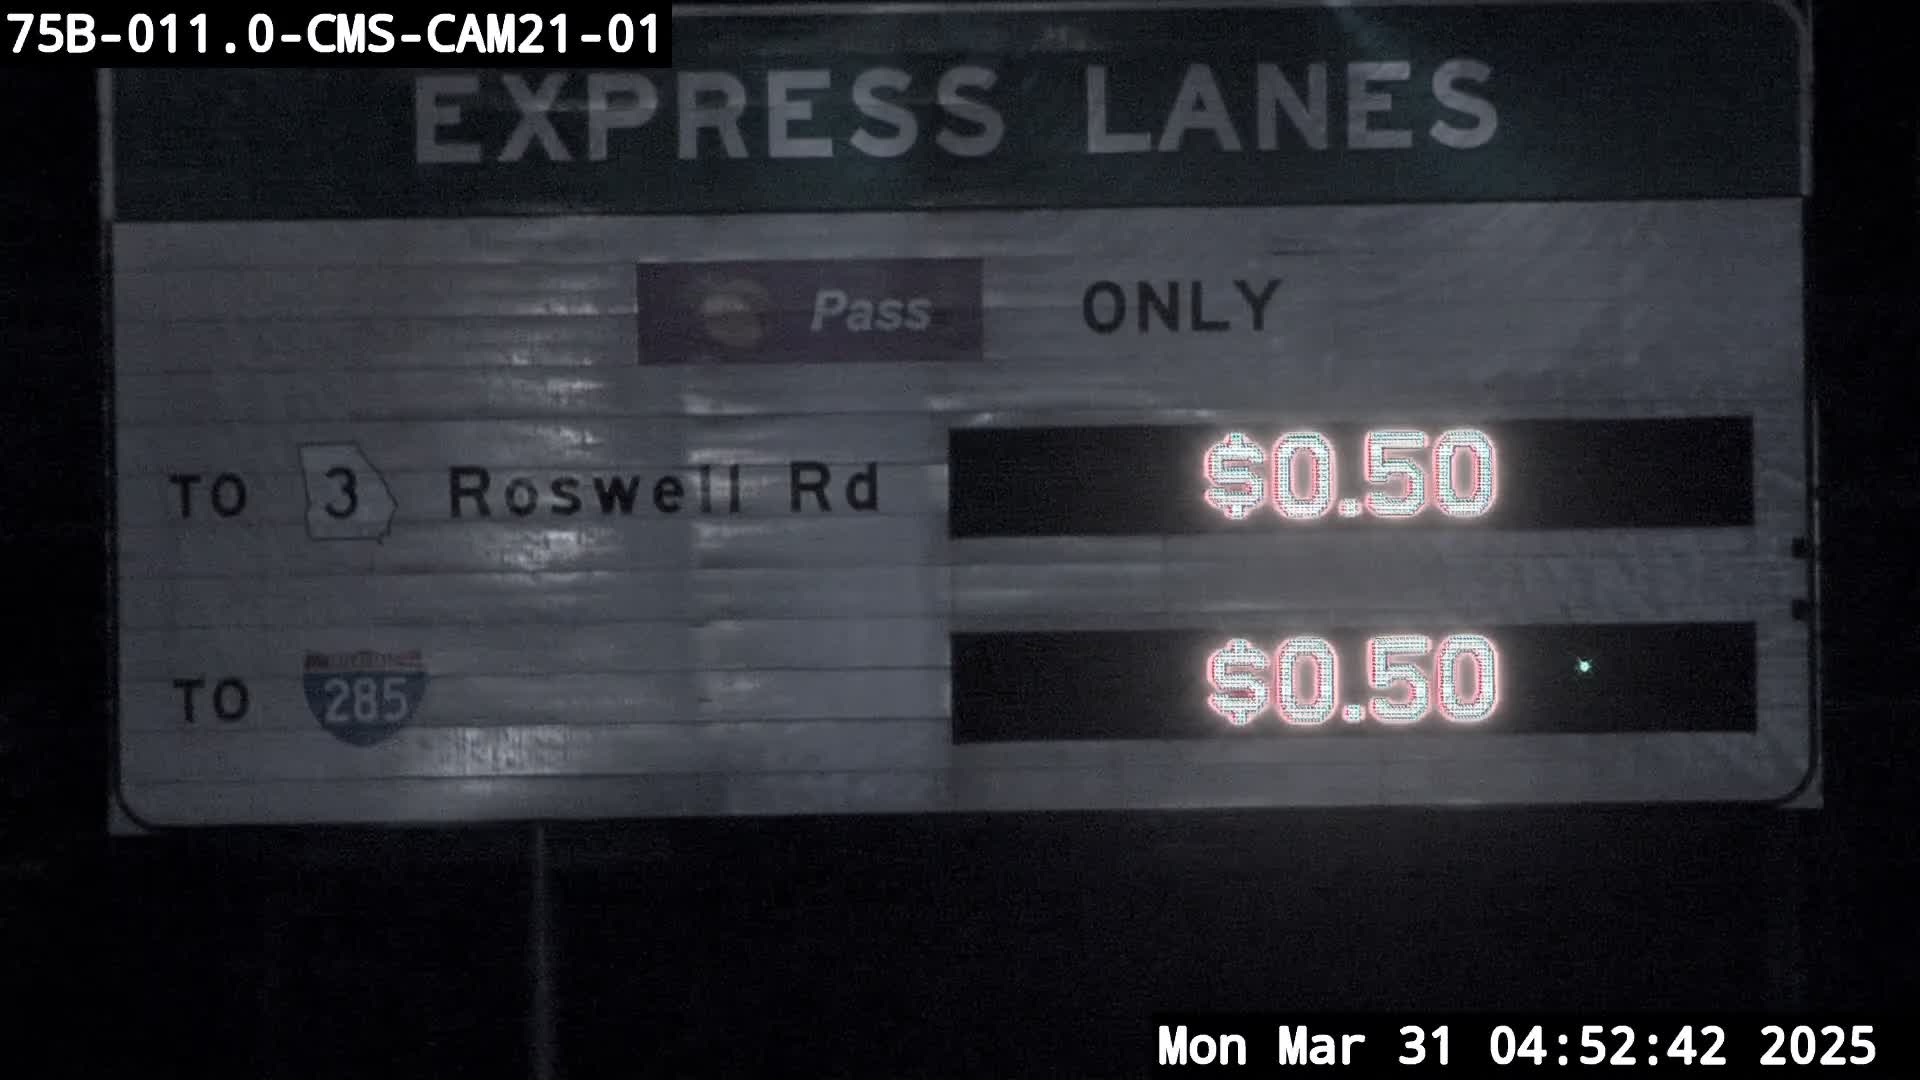 75B-011.0-CMS-CAM21-01
EXPRESS LANES
Pass ONLY
TO 3 Roswell Rd $0.50
TO 285 $0.50
Mon Mar 31 04:52:42 2025